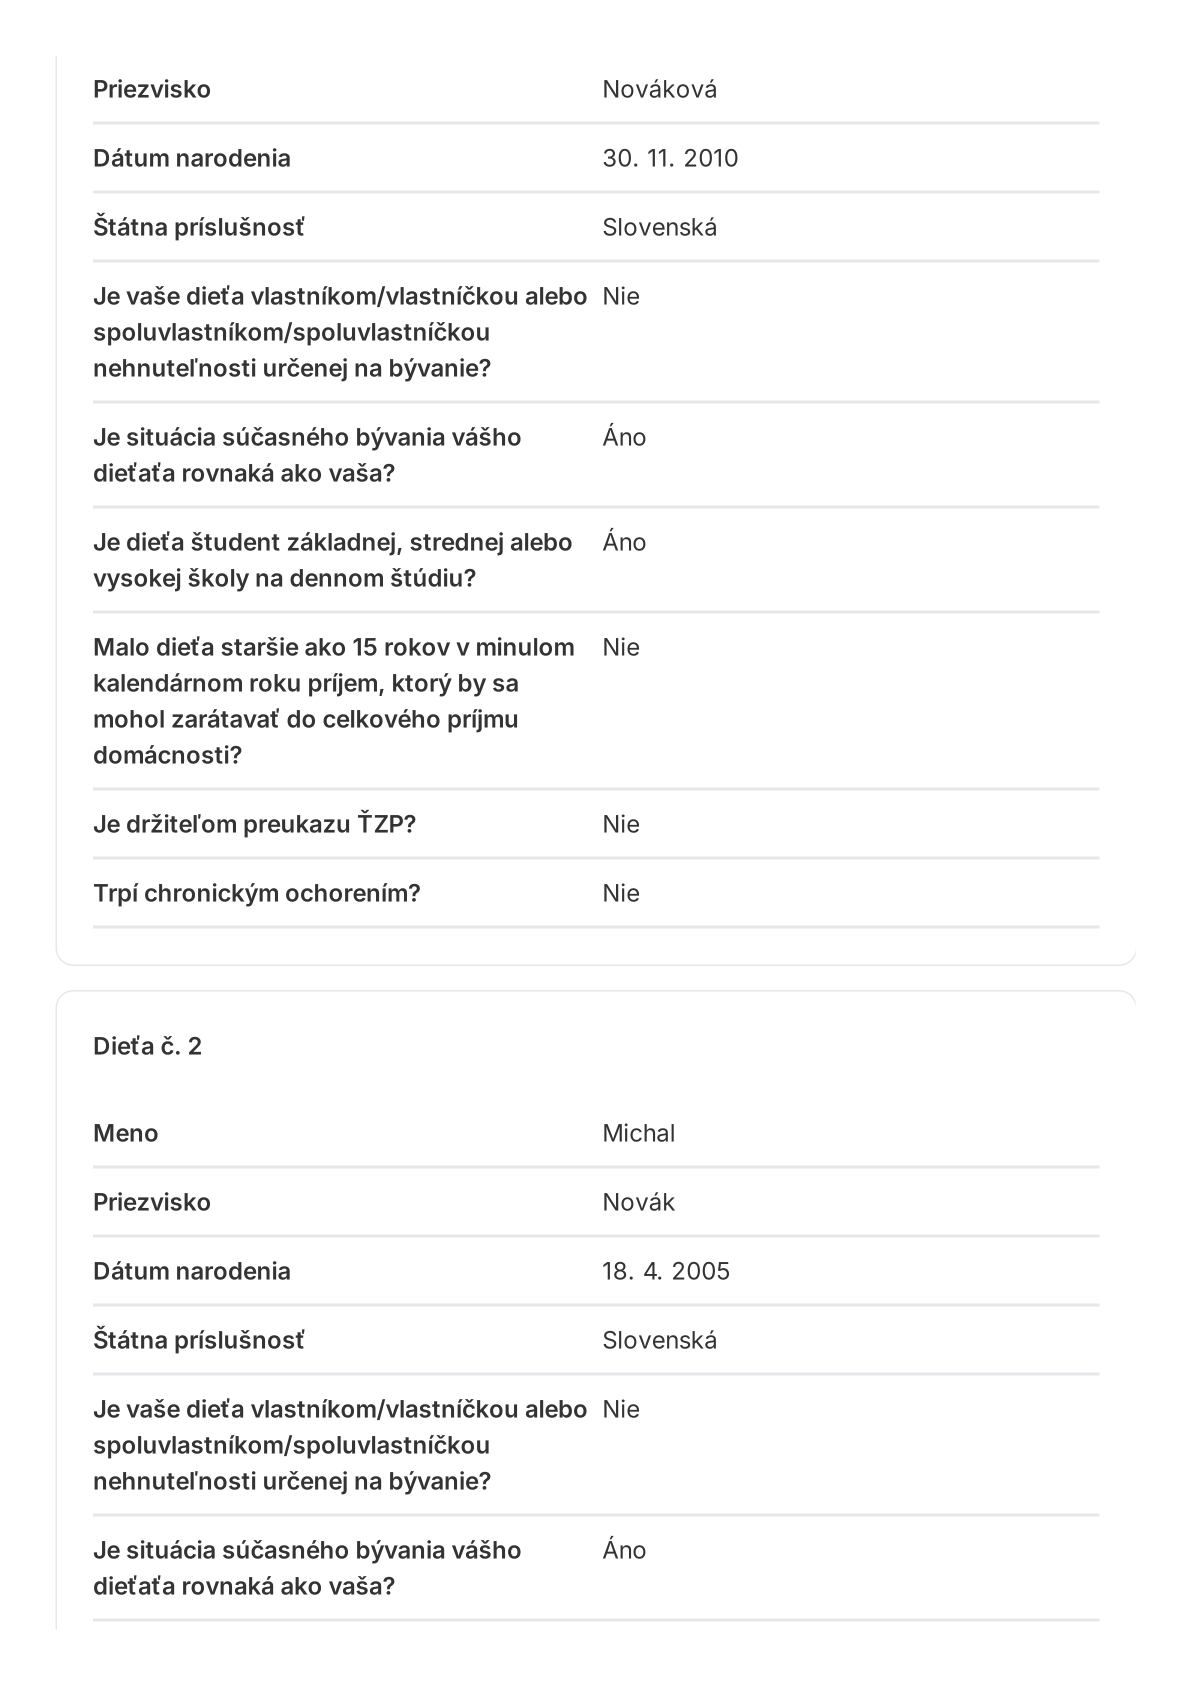 Priezvisko Nováková
Dátum narodenia 30. 11. 2010
Štátna príslušnosť Slovenská
Je vaše dieťa vlastníkom/vlastníčkou alebo Nie
spoluvlastníkom/spoluvlastníčkou
nehnuteľnosti určenej na bývanie?
Je situácia súčasného bývania vášho Áno
dieťaťa rovnaká ako vaša?
Je dieťa študent základnej, strednej alebo Áno
vysokej školy na dennom štúdiu?
Malo dieťa staršie ako 15 rokov v minulom Nie
kalendárnom roku príjem, ktorý by sa
mohol zarátavať do celkového príjmu
domácnosti?
Je držiteľom preukazu ŤZP? Nie
Trpí chronickým ochorením? Nie
Dieťa č. 2
Meno Michal
Priezvisko Novák
Dátum narodenia 18. 4. 2005
Štátna príslušnosť Slovenská
Je vaše dieťa vlastníkom/vlastníčkou alebo Nie
spoluvlastníkom/spoluvlastníčkou
nehnuteľnosti určenej na bývanie?
Je situácia súčasného bývania vášho Áno
dieťaťa rovnaká ako vaša?